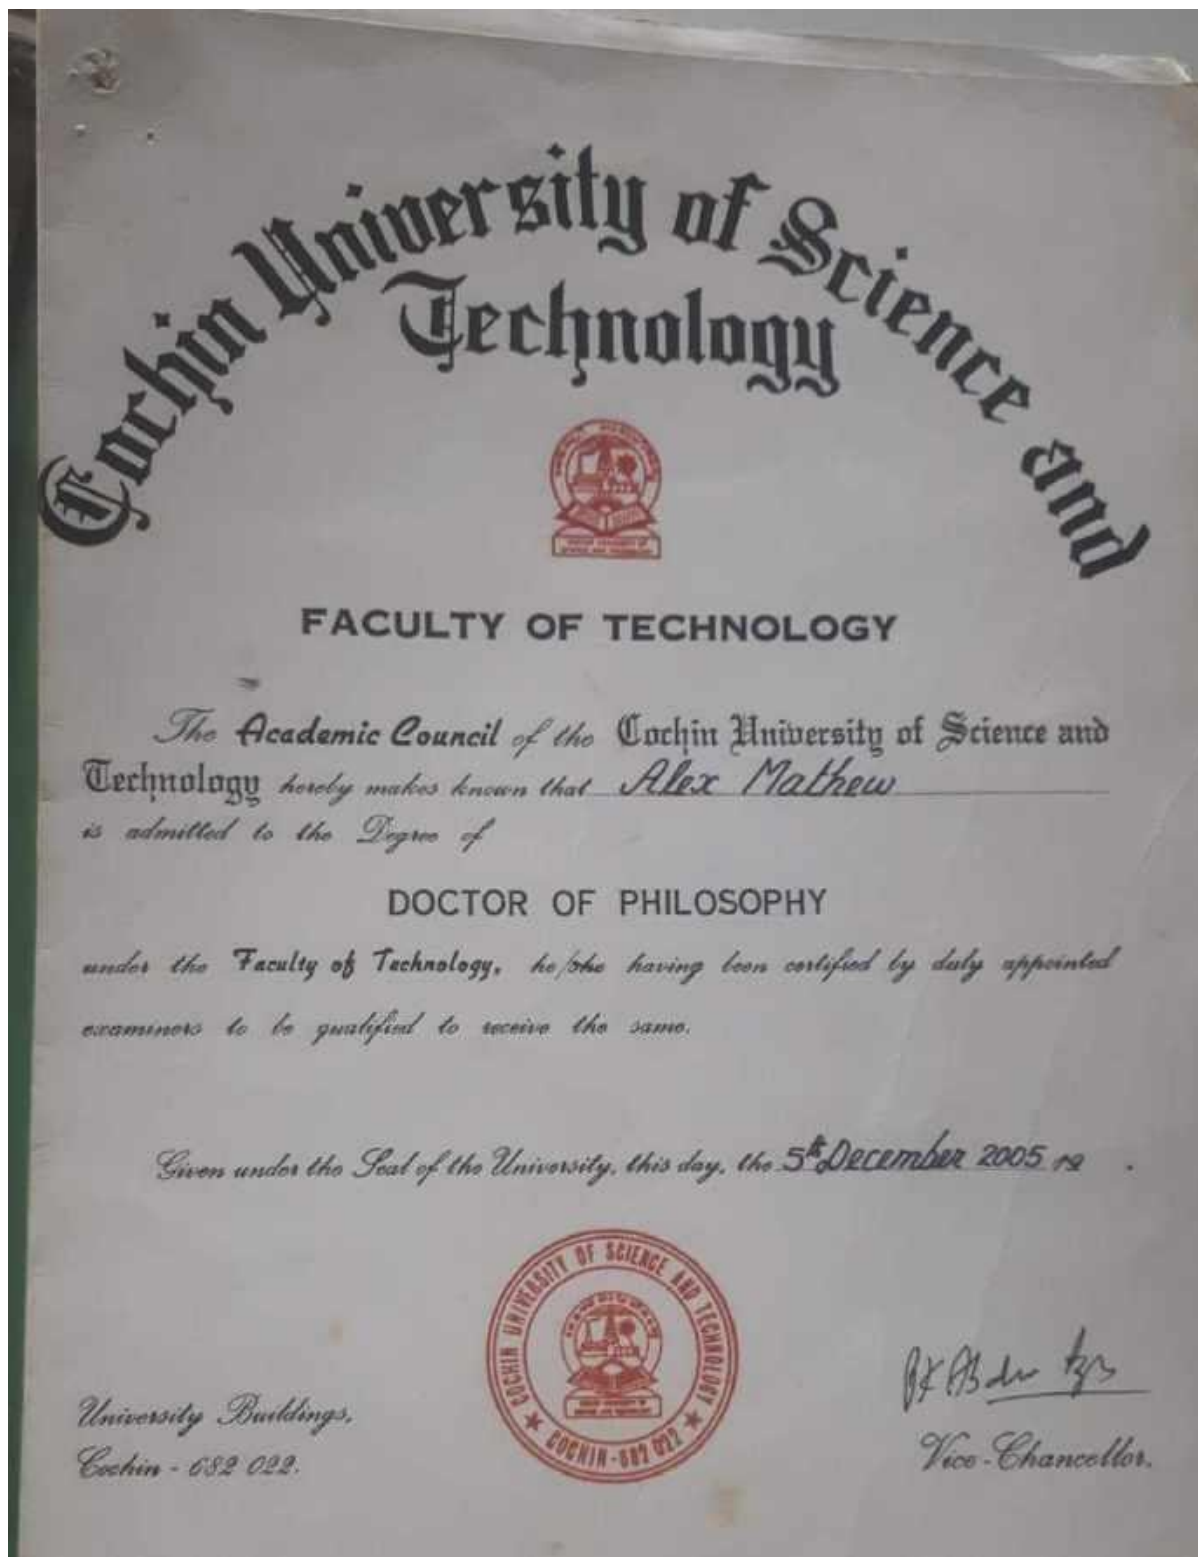 Cochin University of Science and
Technology
FACULTY OF TECHNOLOGY
The Academic Council of the Cochin University of Science and
Technology hereby makes known that Alex Mathew
is admitted to the Degree of
DOCTOR OF PHILOSOPHY
under the Faculty of Technology, he/she having been certified by duly appointed
examiners to be qualified to receive the same.
Given under the Seal of the University, this day, the 5th December 2005 19 .
COCHIN UNIVERSITY OF SCIENCE AND TECHNOLOGY
COCHIN-682 022
University Buildings,
Cochin - 682 022.
Vice-Chancellor.